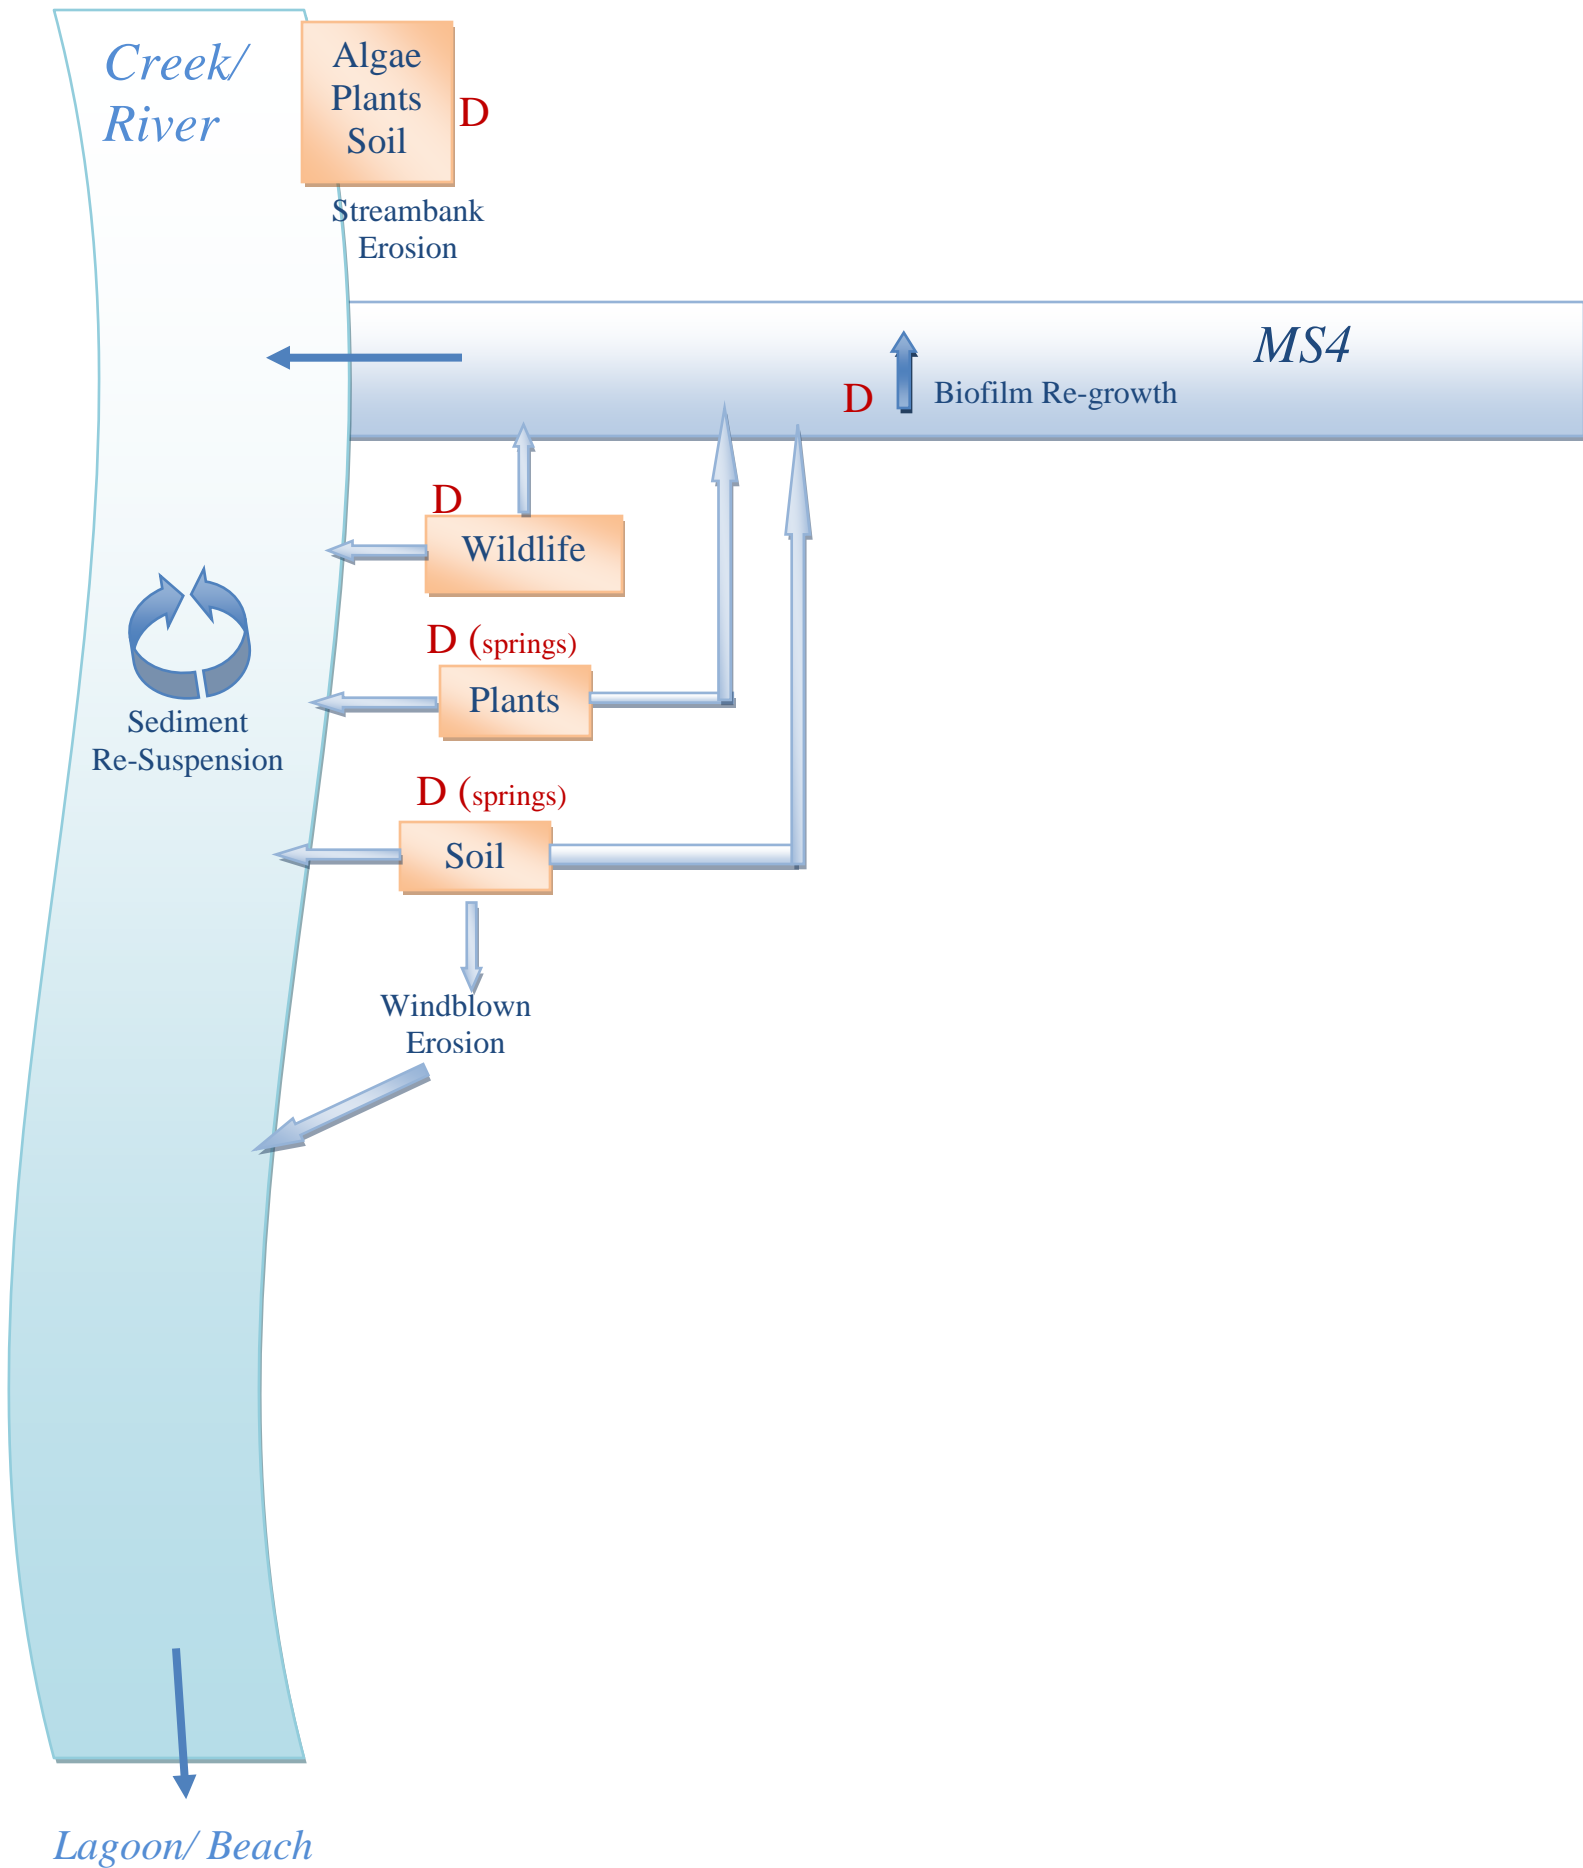 Creek/
River
Algae
Plants
Soil
D
Streambank
Erosion
MS4
D
Biofilm Re-growth
D
Wildlife
D (springs)
Plants
Sediment
Re-Suspension
D (springs)
Soil
Windblown
Erosion
Lagoon/ Beach